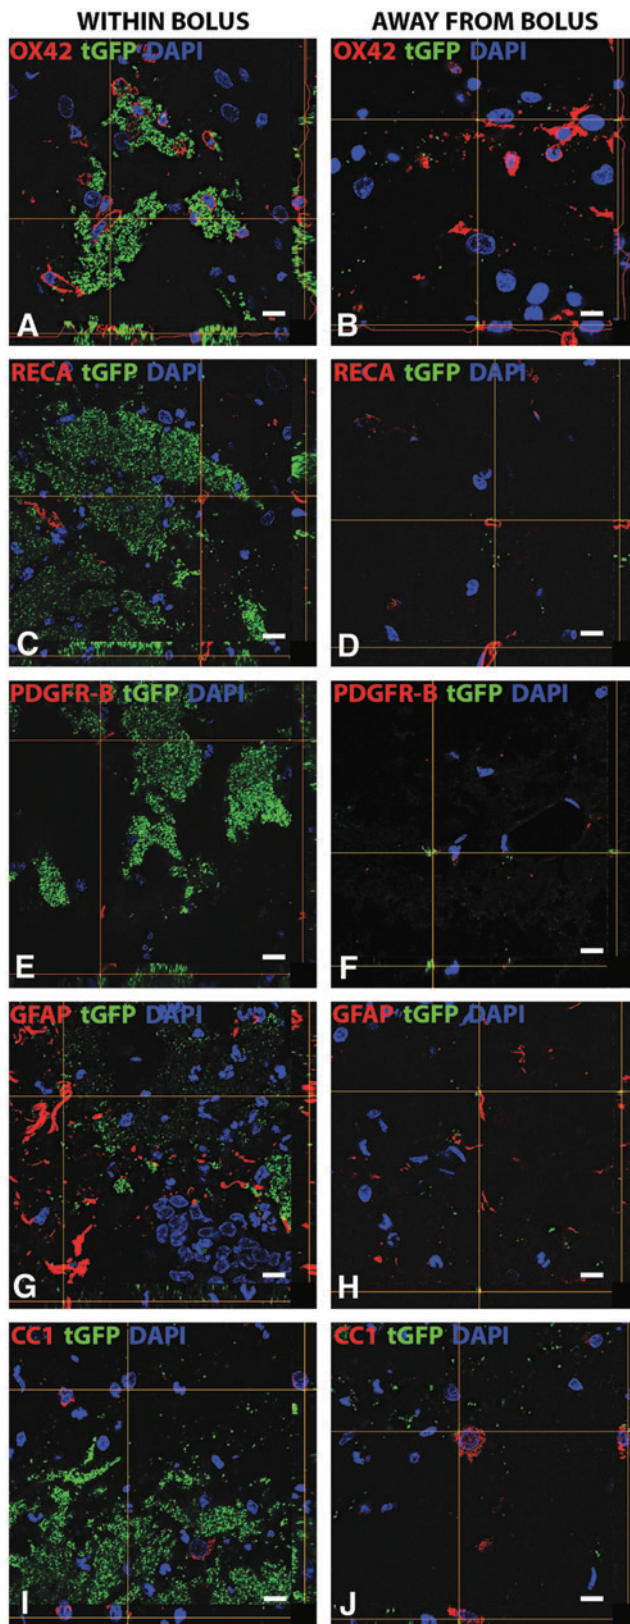 WITHIN BOLUS AWAY FROM BOLUS
OX42 tGFP DAPI OX42 tGFP DAPI
A B
RECA tGFP DAPI RECA tGFP DAPI
C D
PDGFR-B tGFP DAPI PDGFR-B tGFP DAPI
E F
GFAP tGFP DAPI GFAP tGFP DAPI
G H
CC1 tGFP DAPI CC1 tGFP DAPI
I J